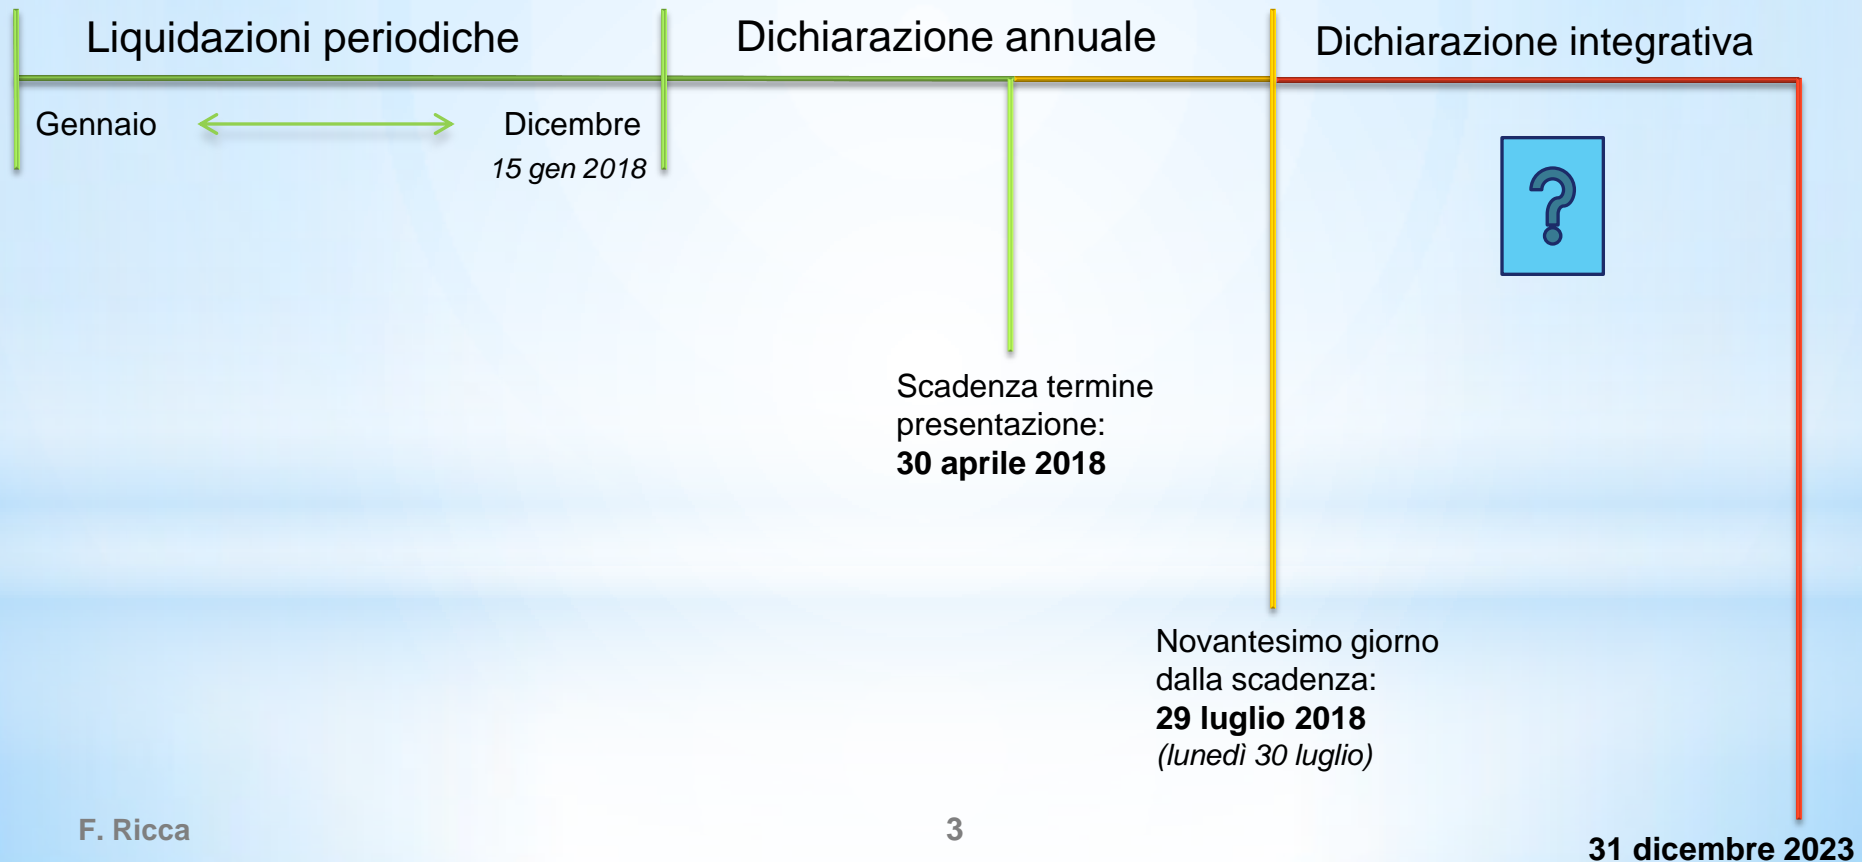 Liquidazioni periodiche
Dichiarazione annuale
Dichiarazione integrativa
Gennaio
Dicembre
15 gen 2018
?
Scadenza termine
presentazione:
30 aprile 2018
Novantesimo giorno
dalla scadenza:
29 luglio 2018
(lunedì 30 luglio)
F. Ricca
3
31 dicembre 2023